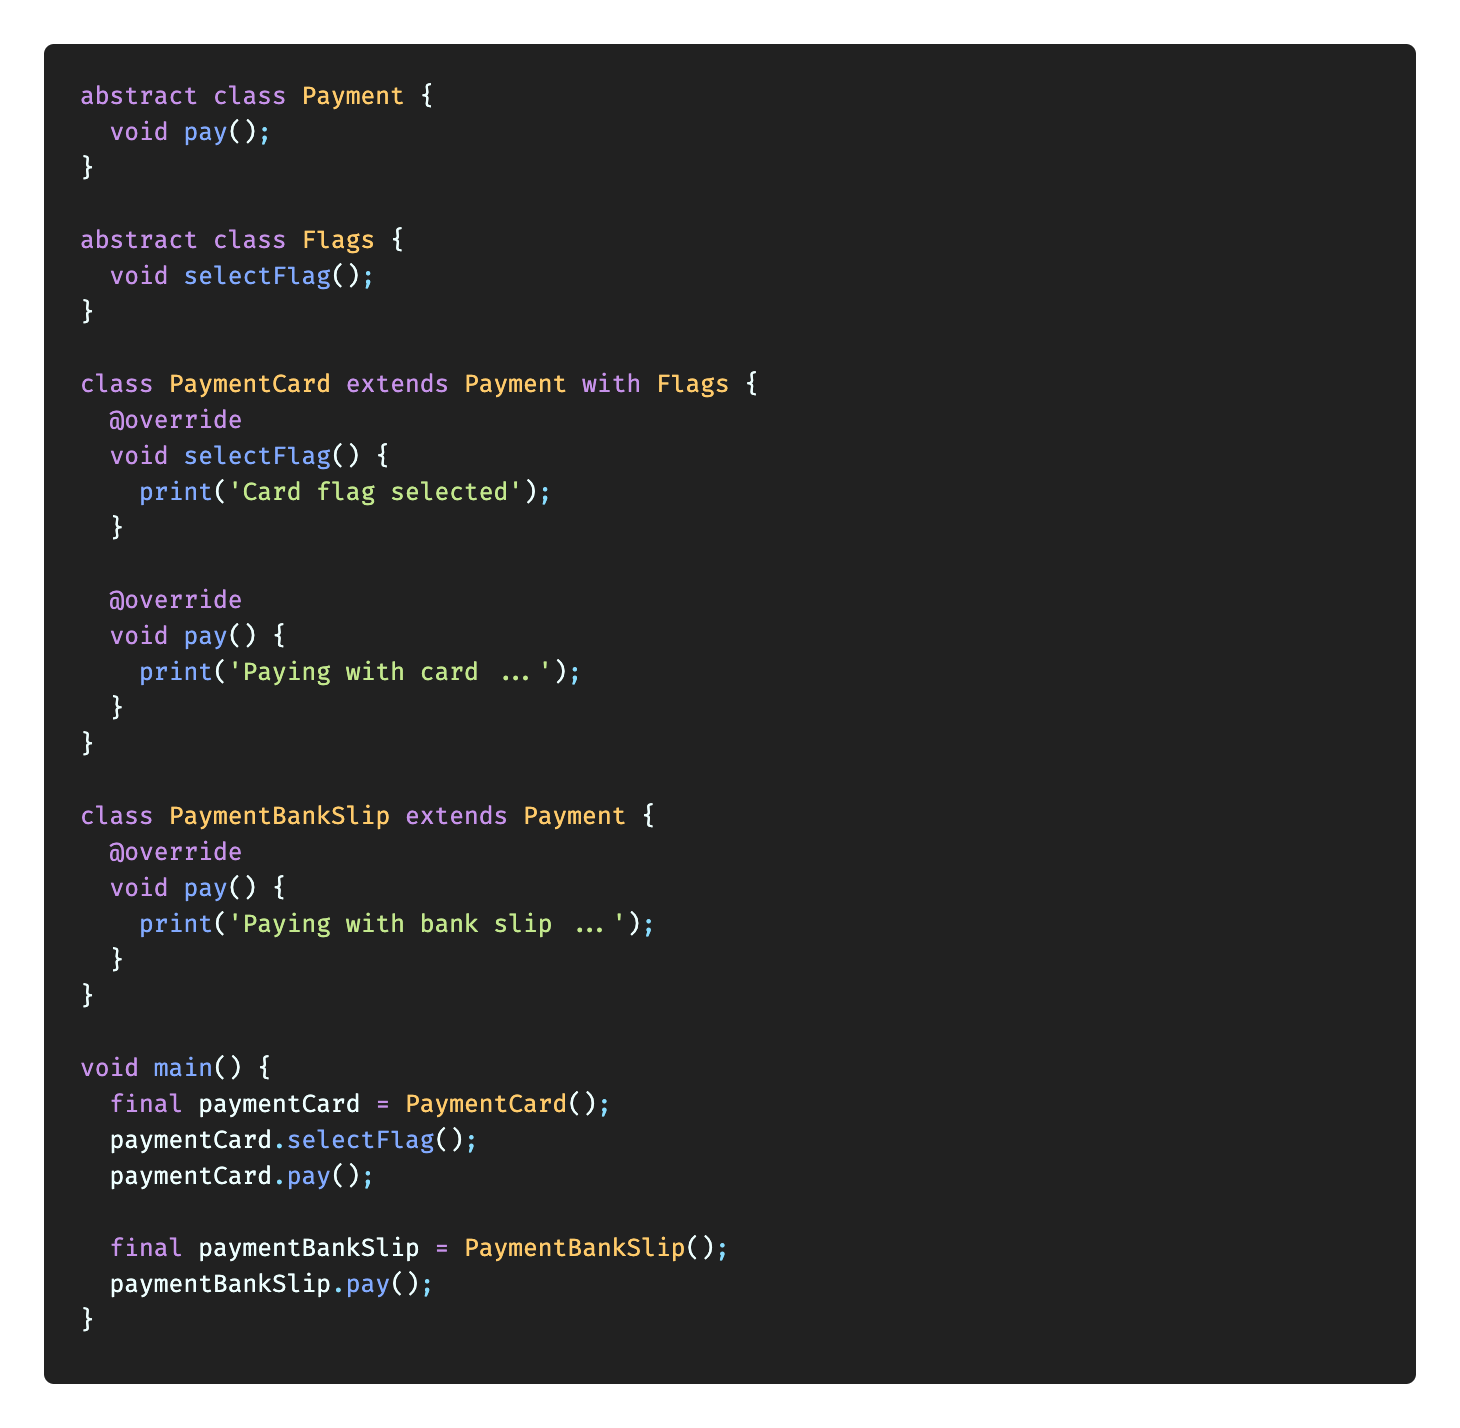 abstract class Payment {
  void pay();
}

abstract class Flags {
  void selectFlag();
}

class PaymentCard extends Payment with Flags {
  @override
  void selectFlag() {
    print('Card flag selected');
  }

  @override
  void pay() {
    print('Paying with card ...');
  }
}

class PaymentBankSlip extends Payment {
  @override
  void pay() {
    print('Paying with bank slip ...');
  }
}

void main() {
  final paymentCard = PaymentCard();
  paymentCard.selectFlag();
  paymentCard.pay();

  final paymentBankSlip = PaymentBankSlip();
  paymentBankSlip.pay();
}